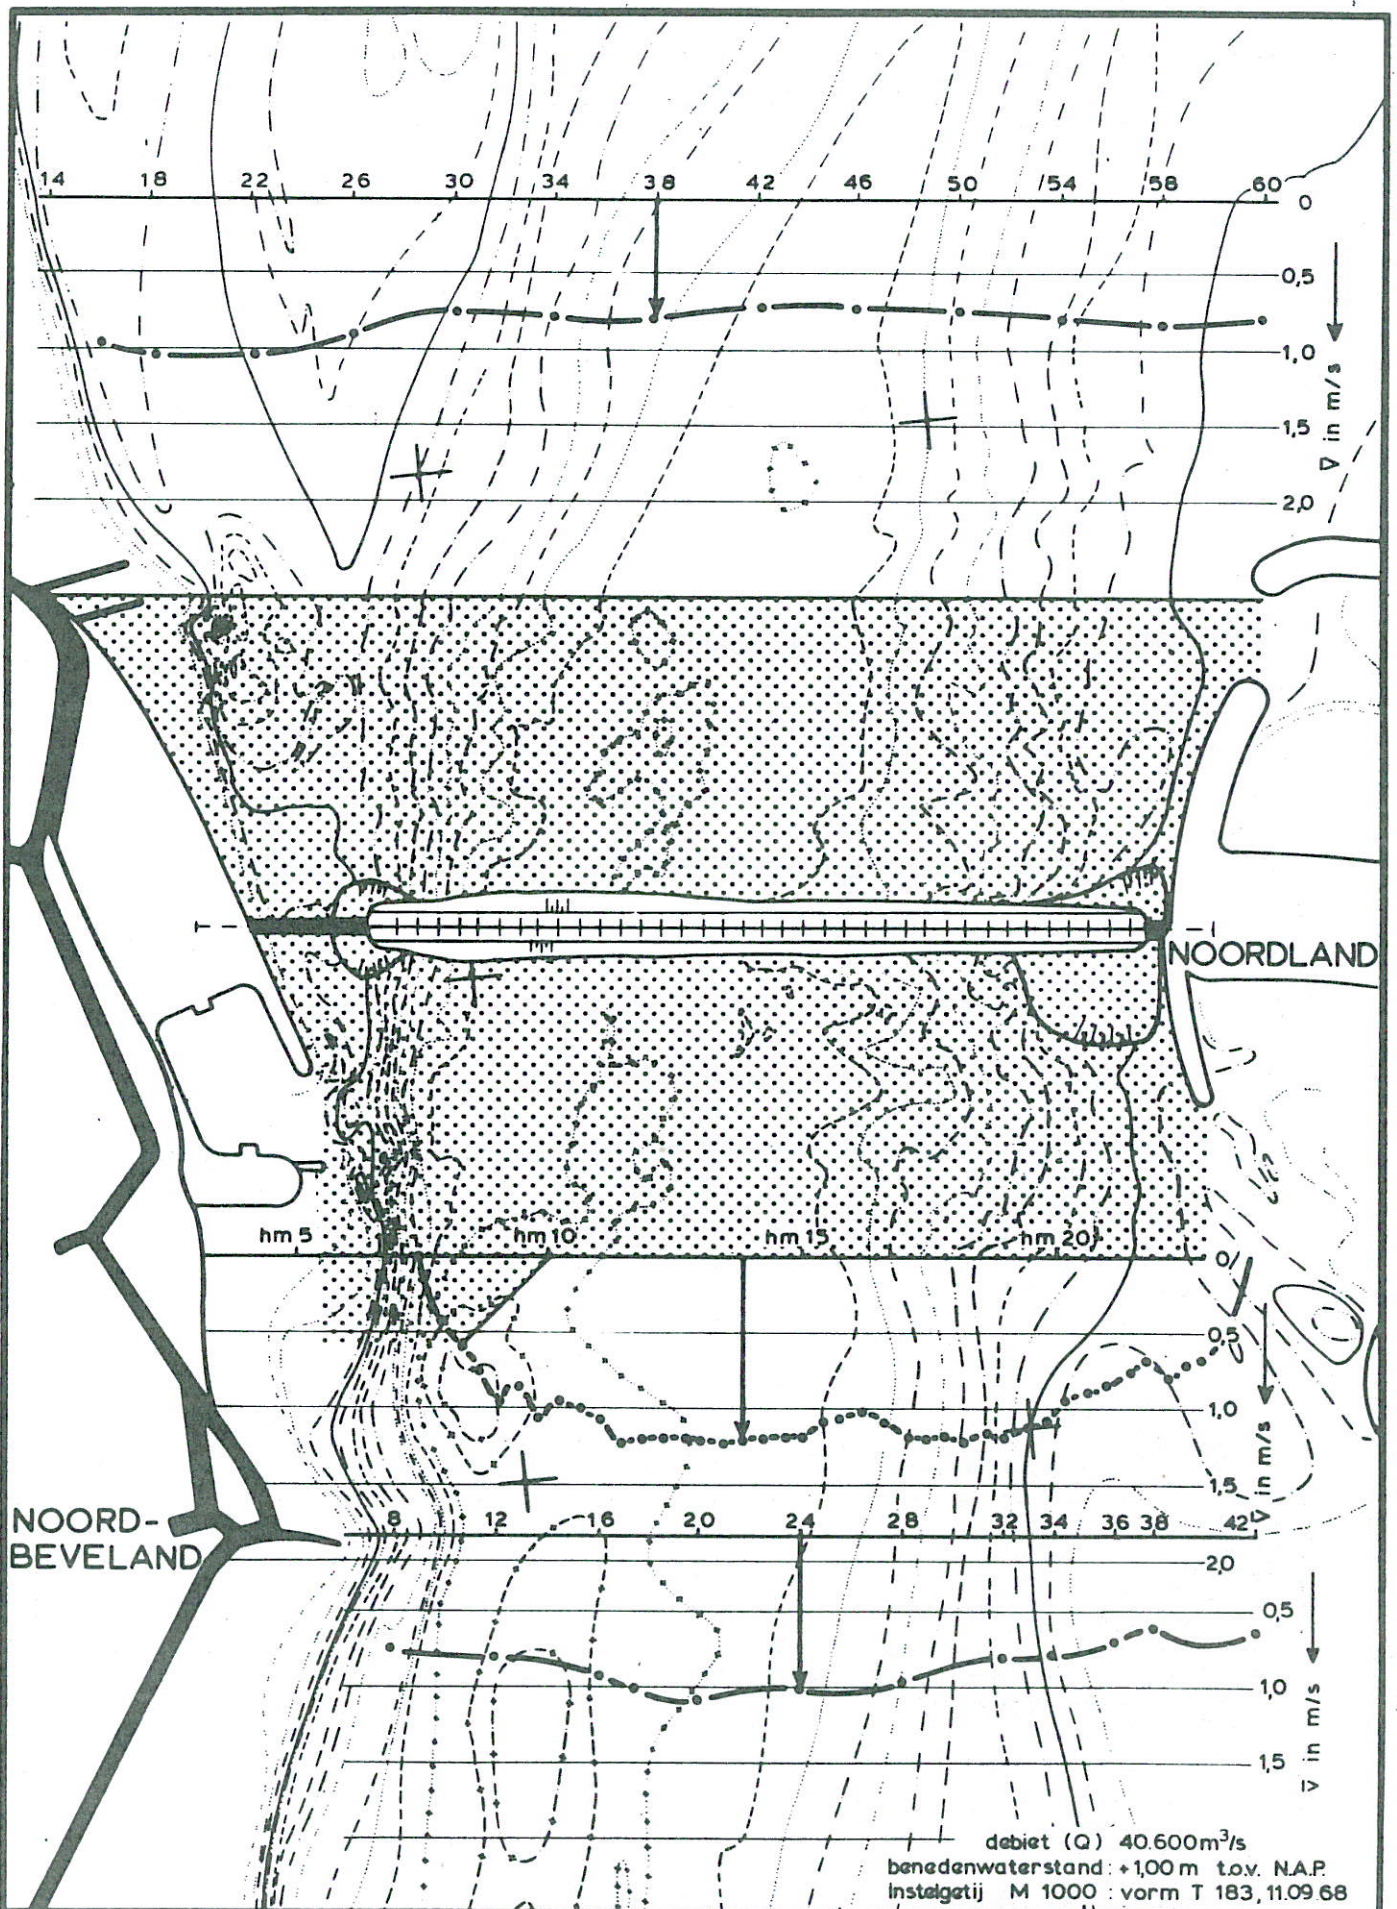 14 18 22 26 30 34 38 42 46 50 54 58 60
0
0,5
1,0
1,5
2,0
v̄ in m/s
NOORDLAND
hm 5 hm 10 hm 15 hm 20
0
0,5
1,0
1,5
2,0
v̄ in m/s
NOORD-
BEVELAND
8 12 16 20 24 28 32 34 36 38 42
0,5
1,0
1,5
v̄ in m/s
debiet (Q) 40.600 m³/s
benedenwaterstand : +1,00 m t.o.v. N.A.P.
Instelgetij M 1000 : vorm T 183, 11.09.68